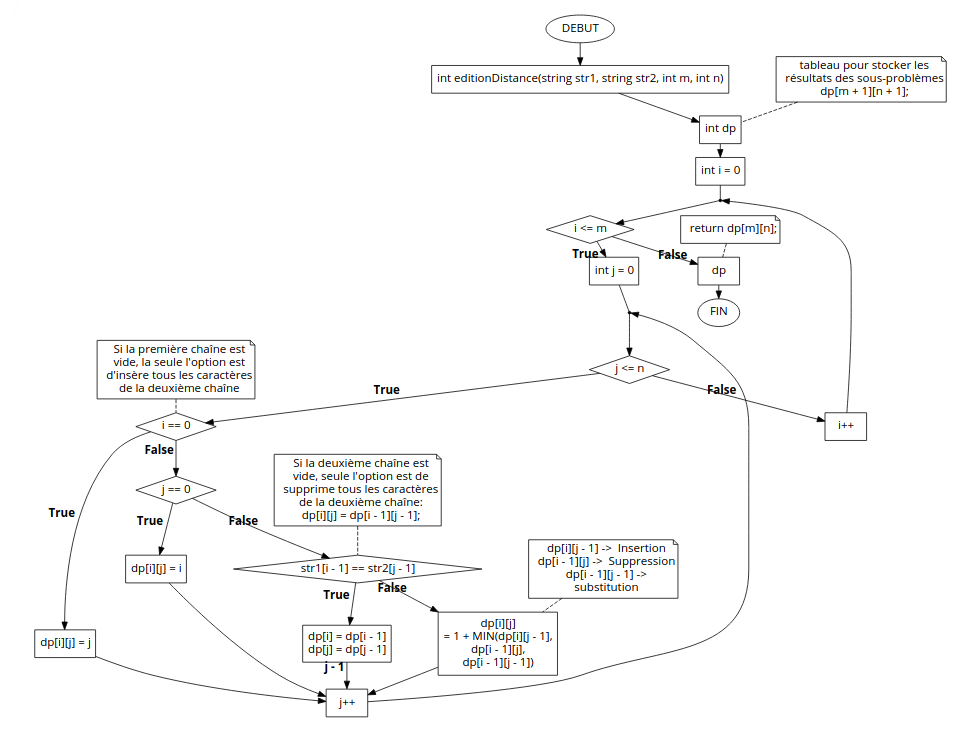 DEBUT
int editionDistance(string str1, string str2, int m, int n)
tableau pour stocker les
résultats des sous-problèmes
dp[m + 1][n + 1];
int dp
int i = 0
i <= m
return dp[m][n];
True
False
int j = 0
dp
FIN
j <= n
Si la première chaîne est
vide, la seule l'option est
d'insère tous les caractères
de la deuxième chaîne
True
False
i == 0
i++
False
Si la deuxième chaîne est
vide, seule l'option est de
supprime tous les caractères
de la deuxième chaîne:
dp[i][j] = dp[i - 1][j - 1];
j == 0
True
True
False
dp[i][j - 1] -> Insertion
dp[i - 1][j] -> Suppression
dp[i - 1][j - 1] ->
substitution
dp[i][j] = i
str1[i - 1] == str2[j - 1]
True
False
dp[i][j] = j
dp[i] = dp[i - 1]
dp[j] = dp[j - 1]
dp[i][j]
= 1 + MIN(dp[i][j - 1],
dp[i - 1][j],
dp[i - 1][j - 1])
j - 1
j++